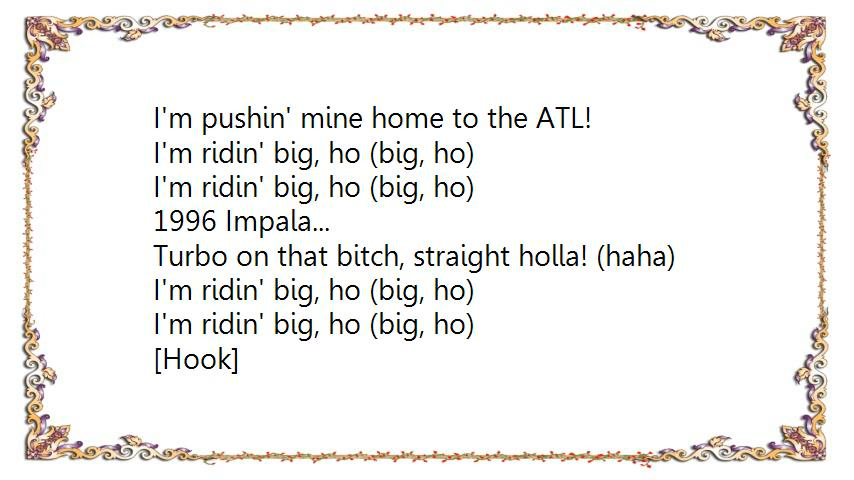 I'm pushin' mine home to the ATL!
I'm ridin' big, ho (big, ho)
I'm ridin' big, ho (big, ho)
1996 Impala...
Turbo on that bitch, straight holla! (haha)
I'm ridin' big, ho (big, ho)
I'm ridin' big, ho (big, ho)
[Hook]